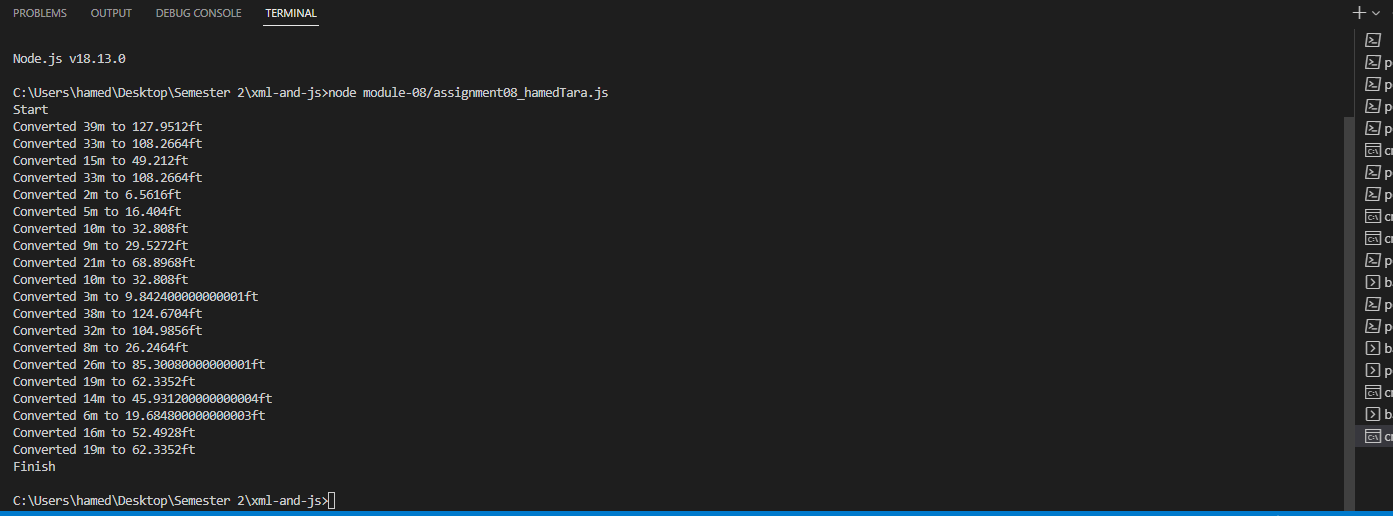 PROBLEMS OUTPUT DEBUG CONSOLE TERMINAL
Node.js v18.13.0
C:\Users\hamed\Desktop\Semester 2\xml-and-js>node module-08/assignment08_hamedTara.js
Start
Converted 39m to 127.9512ft
Converted 33m to 108.2664ft
Converted 15m to 49.212ft
Converted 33m to 108.2664ft
Converted 2m to 6.5616ft
Converted 5m to 16.404ft
Converted 10m to 32.808ft
Converted 9m to 29.5272ft
Converted 21m to 68.8968ft
Converted 10m to 32.808ft
Converted 3m to 9.842400000000001ft
Converted 38m to 124.6704ft
Converted 32m to 104.9856ft
Converted 8m to 26.2464ft
Converted 26m to 85.30080000000001ft
Converted 19m to 62.3352ft
Converted 14m to 45.931200000000004ft
Converted 6m to 19.684800000000003ft
Converted 16m to 52.4928ft
Converted 19m to 62.3352ft
Finish
C:\Users\hamed\Desktop\Semester 2\xml-and-js>